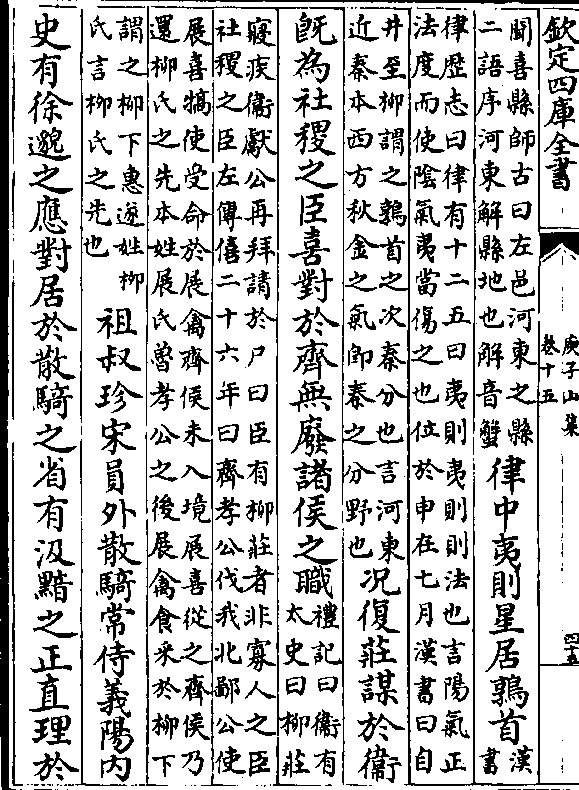 欽定四庫全書
庚子山集
卷十五
四十五
聞喜縣師古曰左邑河東之縣
二語序河東解縣地也解音蟹
律中夷則星居鶉首
漢
書
律歴志曰律有十二五曰夷則夷則則法也言陽氣正
法度而使陰氣夷當傷之也位於申在七月漢書曰自
井至柳謂之鶉首之次秦分也言河東
近秦本西方秋金之氣即秦之分野也
况復莊謀於衛
既為社稷之臣喜對於齊無廢諸侯之職
禮記曰衛有
太史曰柳莊
寢疾衛獻公再拜請於尸曰臣有柳莊者非寡人之臣
社稷之臣左傳僖二十六年曰齊孝公伐我北鄙公使
展喜犒使受命於展禽齊侯未入境展喜從之齊侯乃
還柳氏之先本姓展氏魯孝公之後展禽食采於柳下
謂之柳下惠遂姓柳
氏言柳氏之先也
祖叔珍宋員外散騎常侍義陽内
史有徐邈之應對居於散騎之省有汲黯之正直理於